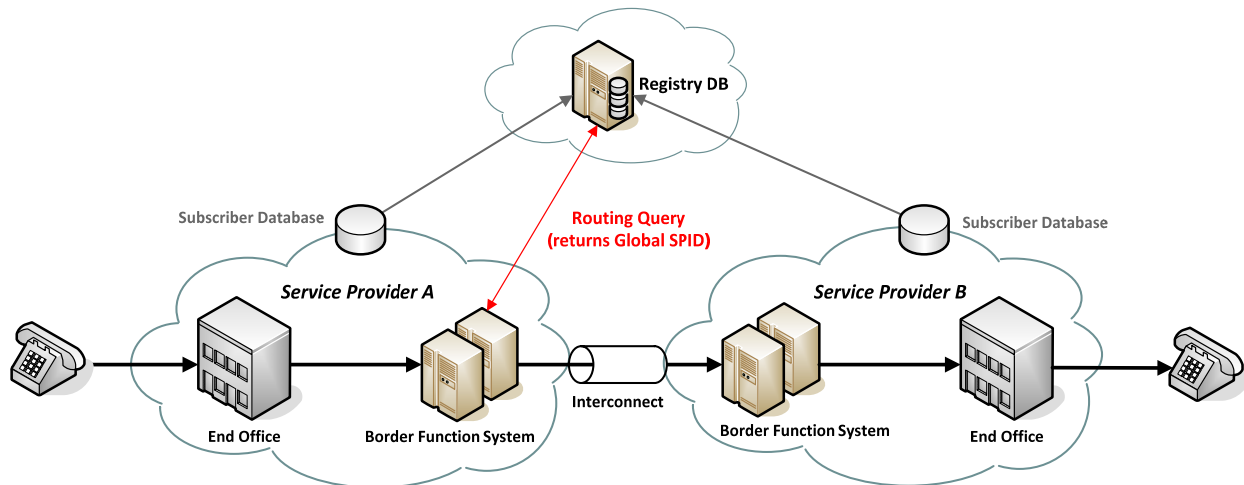 Registry DB
Subscriber Database
Routing Query
(returns Global SPID)
Subscriber Database
Service Provider A
Service Provider B
Interconnect
End Office
Border Function System
Border Function System
End Office